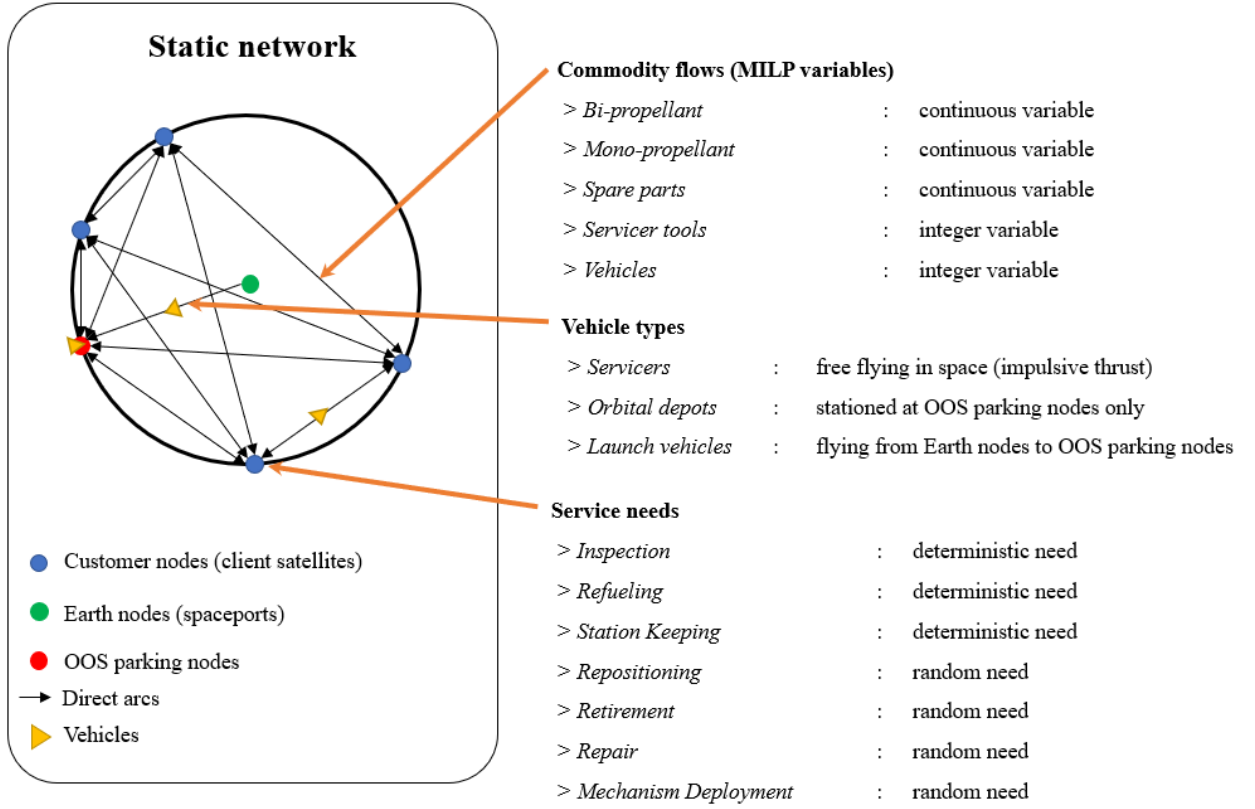 Static network
Customer nodes (client satellites)
Earth nodes (spaceports)
OOS parking nodes
Direct arcs
Vehicles
Commodity flows (MILP variables)
> Bi-propellant : continuous variable
> Mono-propellant : continuous variable
> Spare parts : continuous variable
> Servicer tools : integer variable
> Vehicles : integer variable
Vehicle types
> Servicers : free flying in space (impulsive thrust)
> Orbital depots : stationed at OOS parking nodes only
> Launch vehicles : flying from Earth nodes to OOS parking nodes
Service needs
> Inspection : deterministic need
> Refueling : deterministic need
> Station Keeping : deterministic need
> Repositioning : random need
> Retirement : random need
> Repair : random need
> Mechanism Deployment : random need